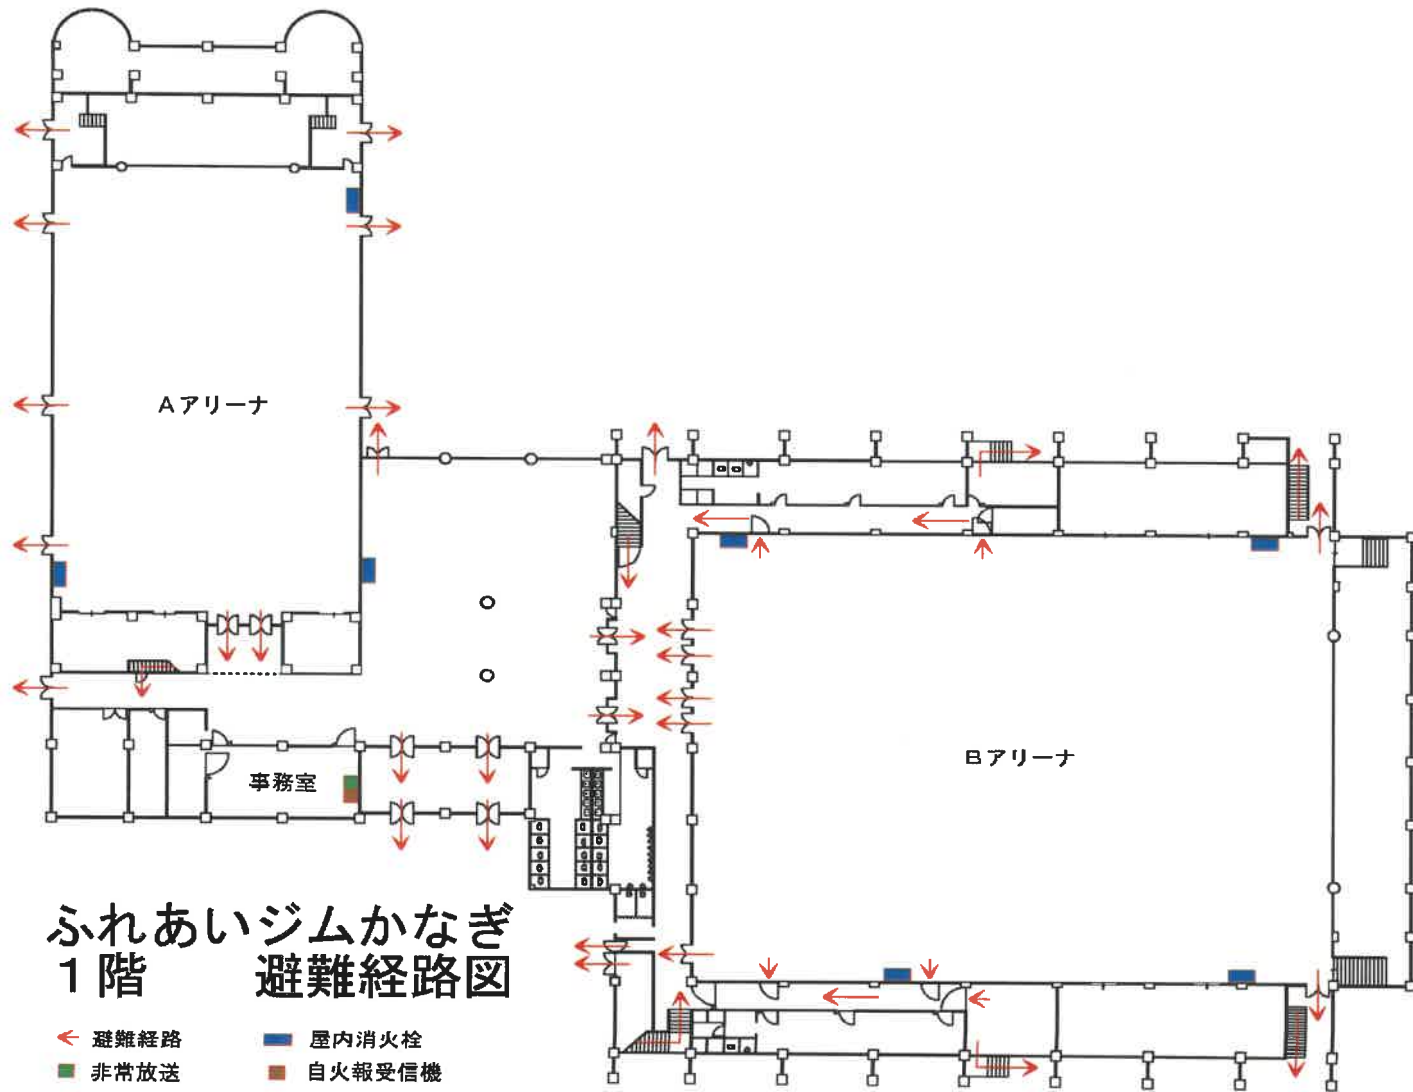 Aアリーナ
Bアリーナ
事務室
ふれあいジムかなぎ
1階 避難経路図
避難経路
屋内消火栓
非常放送
自火報受信機